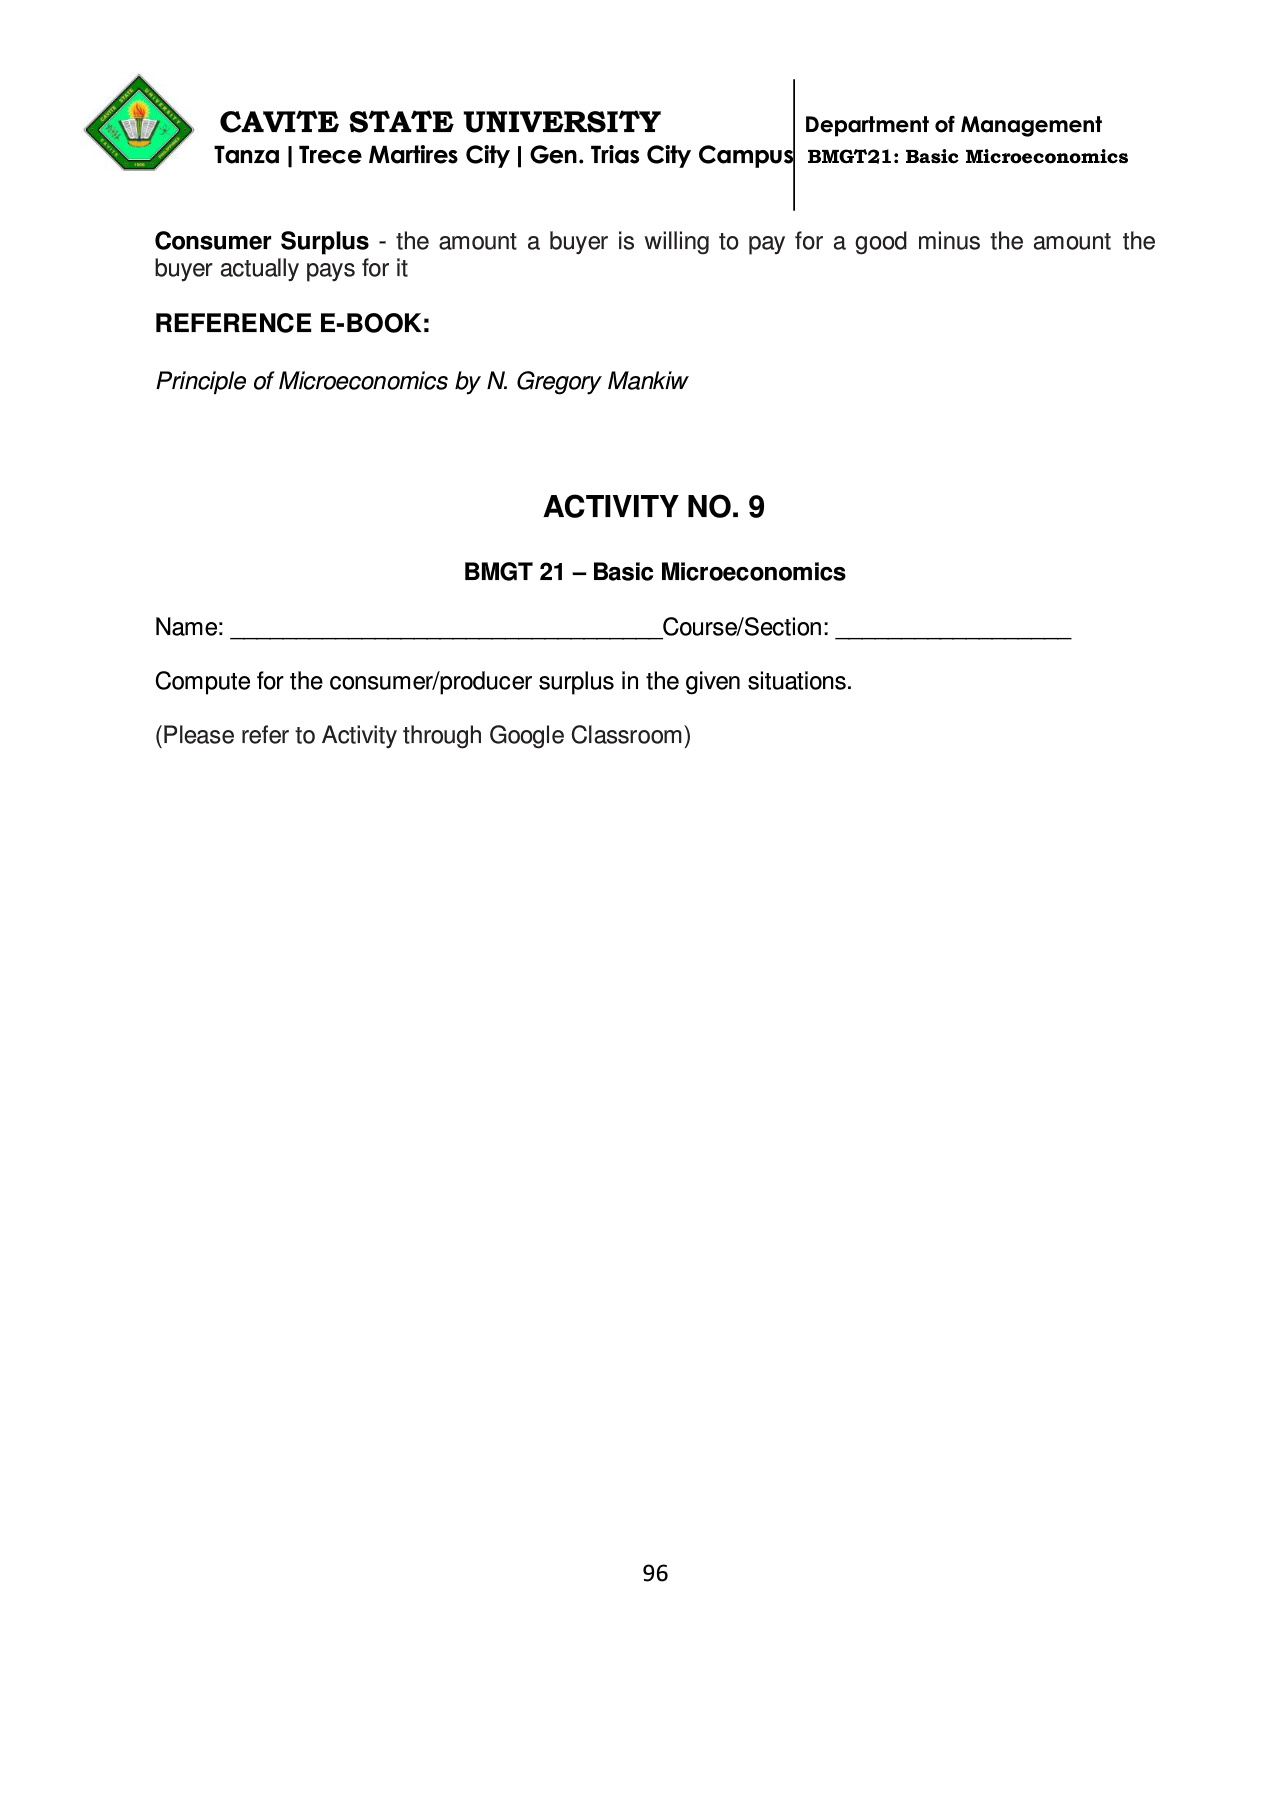 CAVITE STATE UNIVERSITY
Tanza | Trece Martires City | Gen. Trias City Campus
Department of Management
BMGT21: Basic Microeconomics
Consumer Surplus - the amount a buyer is willing to pay for a good minus the amount the
buyer actually pays for it
REFERENCE E-BOOK:
Principle of Microeconomics by N. Gregory Mankiw
ACTIVITY NO. 9
BMGT 21 – Basic Microeconomics
Name: _________________________________Course/Section: __________________
Compute for the consumer/producer surplus in the given situations.
(Please refer to Activity through Google Classroom)
96